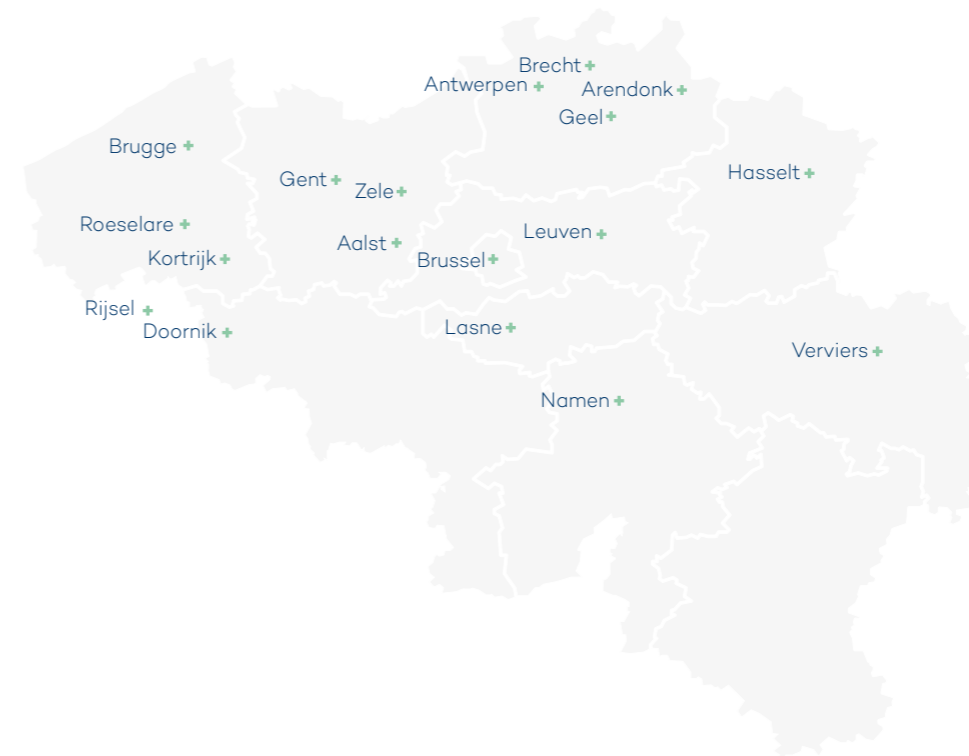 Brecht
Antwerpen
Arendonk
Geel
Brugge
Hasselt
Gent
Zele
Roeselare
Leuven
Aalst
Kortrijk
Brussel
Rijsel
Lasne
Doornik
Verviers
Namen